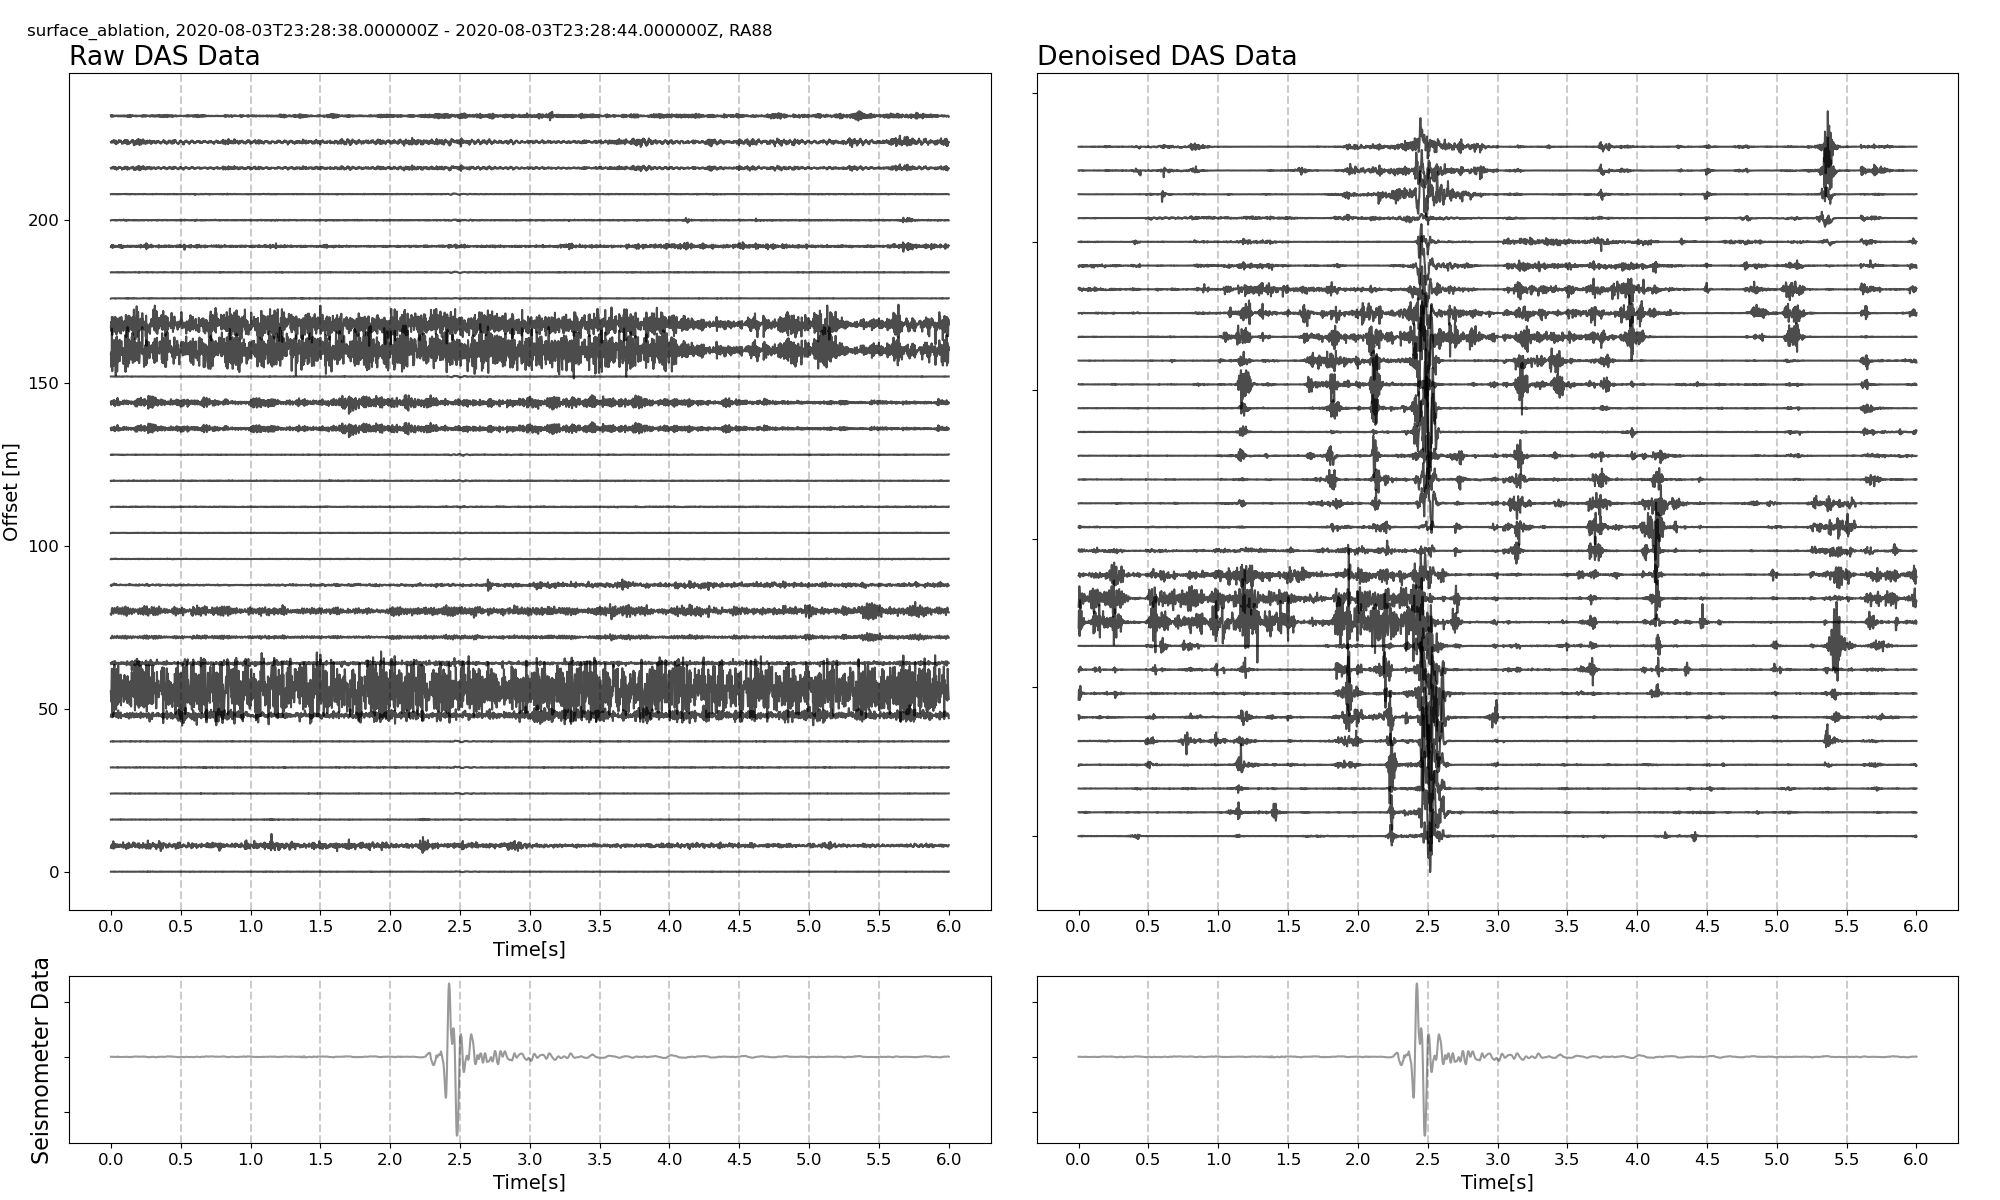 surface_ablation, 2020-08-03T23:28:38.000000Z - 2020-08-03T23:28:44.000000Z, RA88
Raw DAS Data
Denoised DAS Data
Offset [m]
200
150
100
50
0
0.0 0.5 1.0 1.5 2.0 2.5 3.0 3.5 4.0 4.5 5.0 5.5 6.0
Time[s]
0.0 0.5 1.0 1.5 2.0 2.5 3.0 3.5 4.0 4.5 5.0 5.5 6.0
Seismometer Data
0.0 0.5 1.0 1.5 2.0 2.5 3.0 3.5 4.0 4.5 5.0 5.5 6.0
Time[s]
0.0 0.5 1.0 1.5 2.0 2.5 3.0 3.5 4.0 4.5 5.0 5.5 6.0
Time[s]